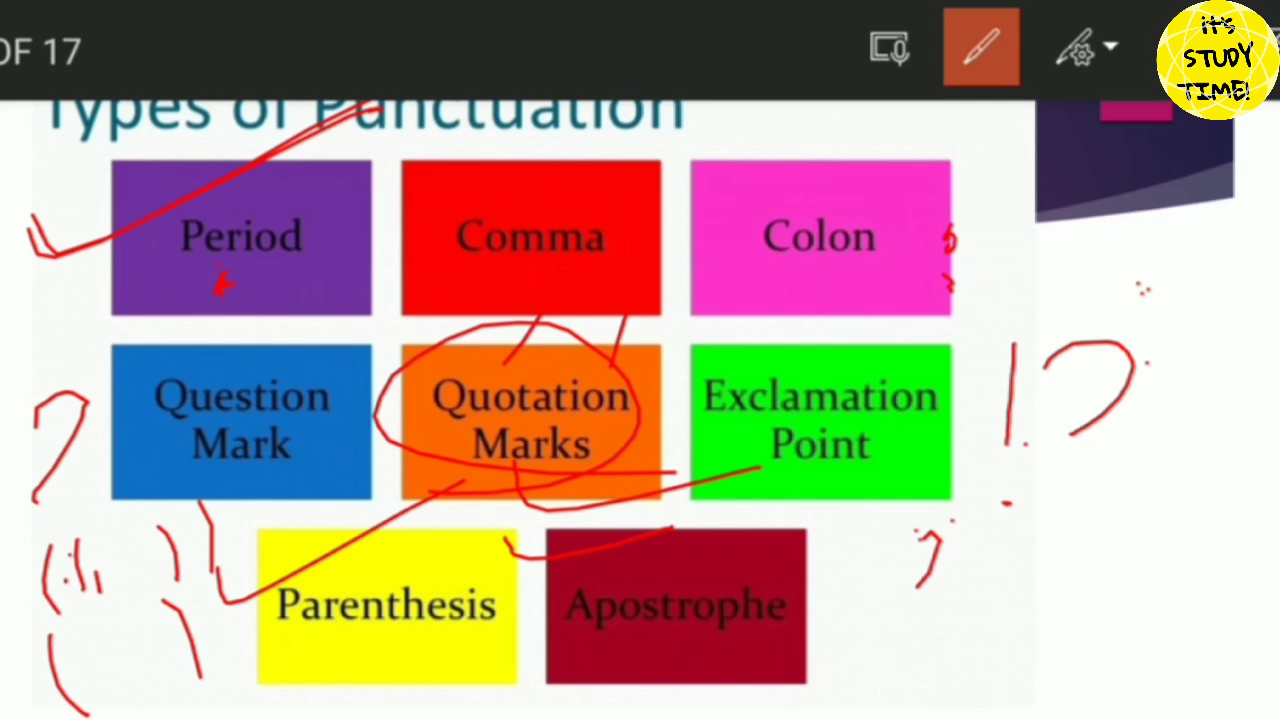 OF 17
It's
STUDY
TIME!
Types of Punctuation
Period
Comma
Colon
Question
Mark
Quotation
Marks
Exclamation
Point
Parenthesis
Apostrophe